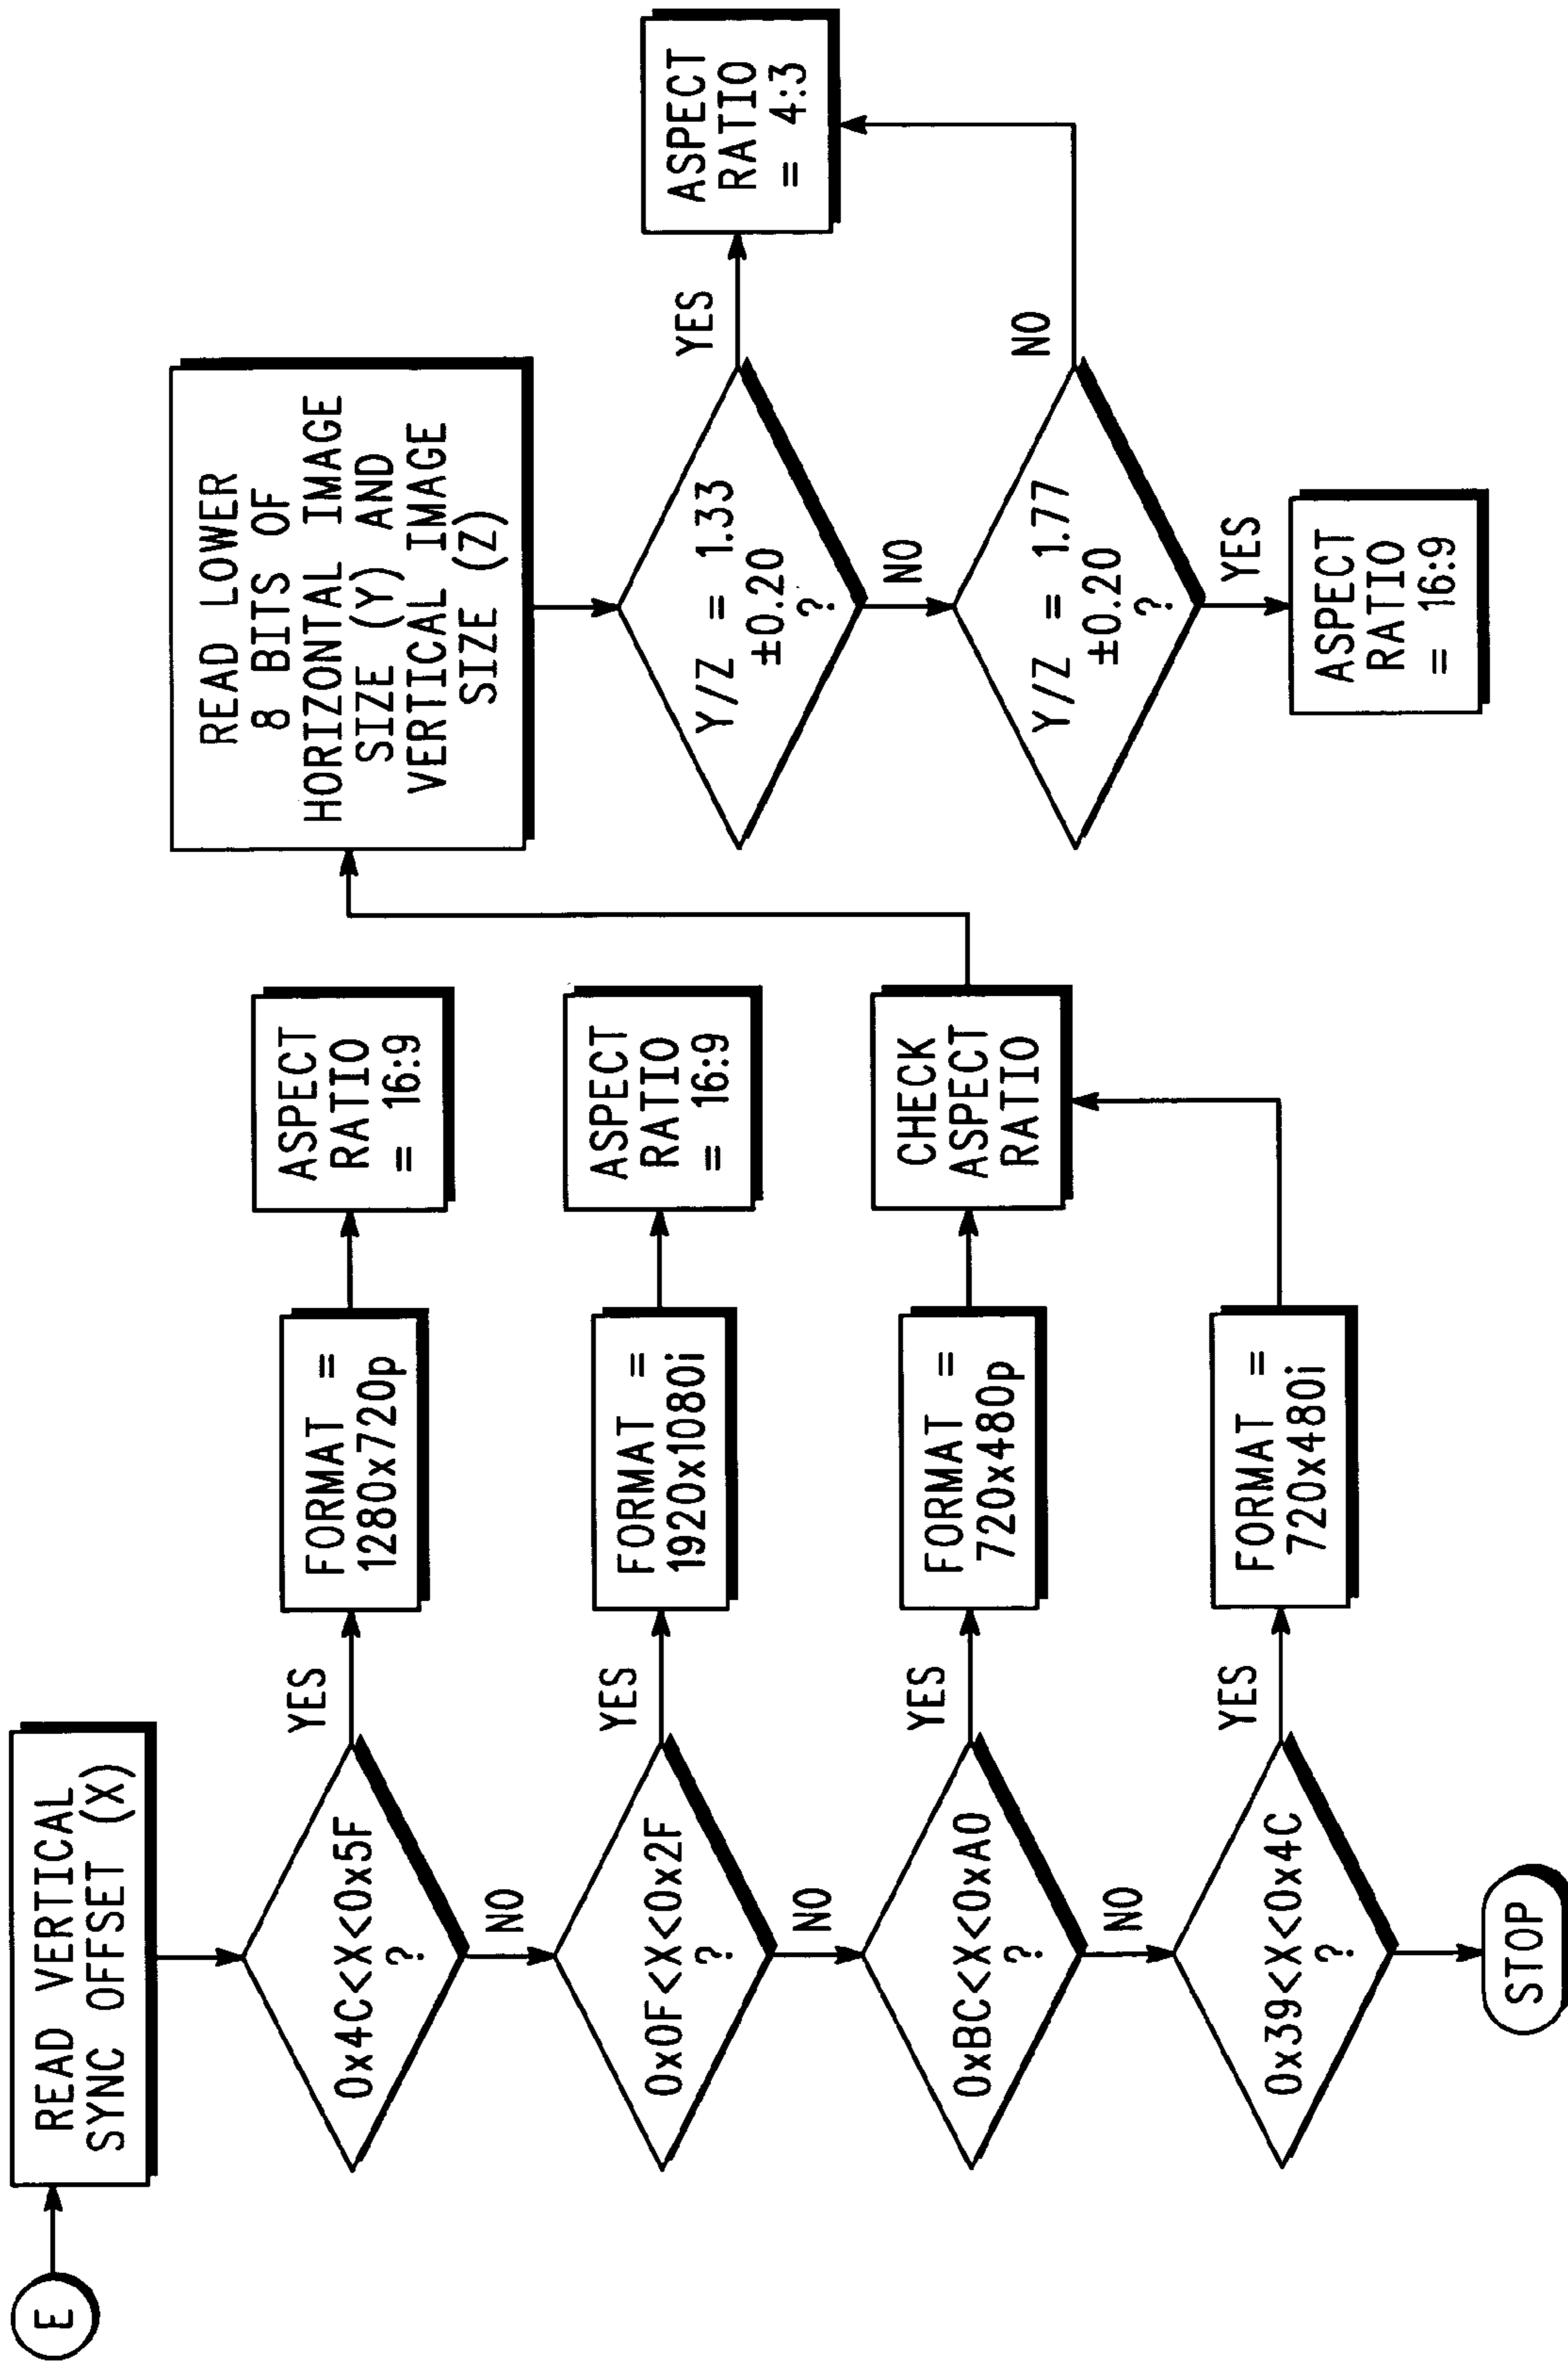 E
READ VERTICAL
SYNC OFFSET (X)
0x4C<X<0x5F
?
YES
FORMAT =
1280x720p
ASPECT
RATIO
= 16:9
NO
0x0F<X<0x2F
?
YES
FORMAT =
1920x1080i
ASPECT
RATIO
= 16:9
NO
0xBC<X<0xA0
?
YES
FORMAT =
720x480p
CHECK
ASPECT
RATIO
NO
0x39<X<0x4C
?
YES
FORMAT =
720x480i
STOP
READ LOWER
8 BITS OF
HORIZONTAL IMAGE
SIZE (Y) AND
VERTICAL IMAGE
SIZE (Z)
Y/Z = 1.33
±0.20
?
YES
ASPECT
RATIO
= 4:3
NO
Y/Z = 1.77
±0.20
?
NO
YES
ASPECT
RATIO
= 16:9